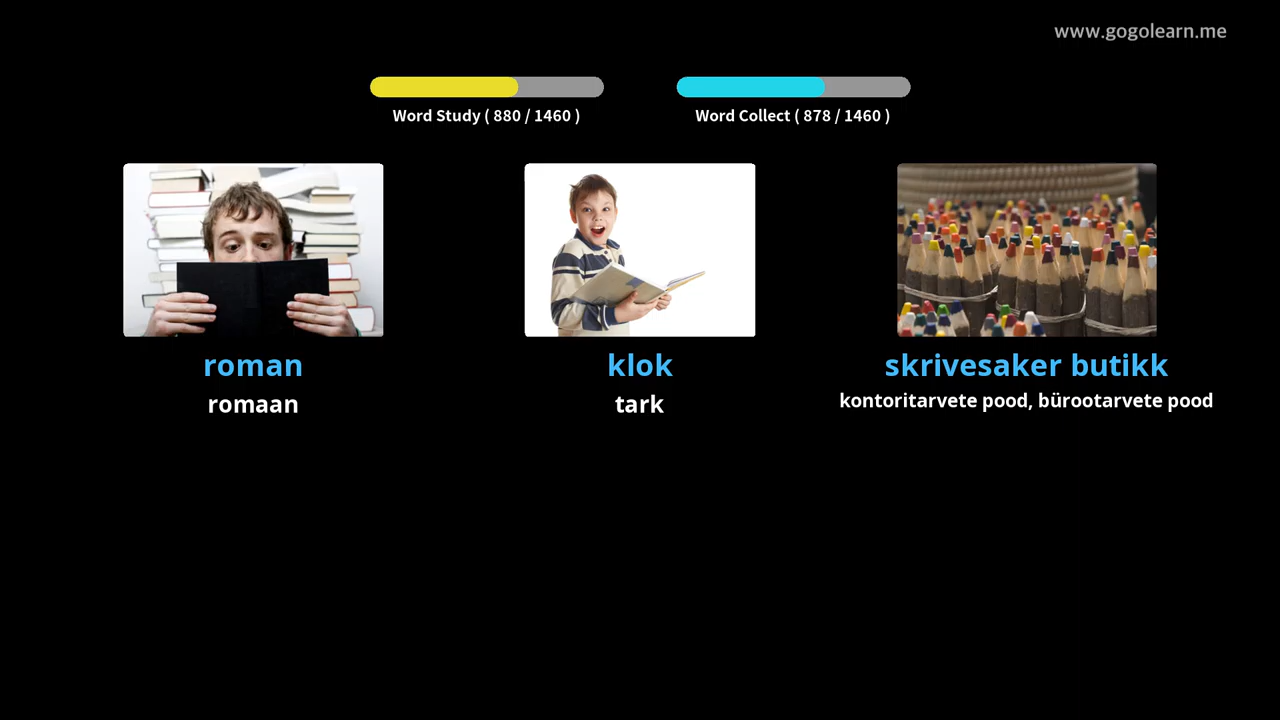 www.gogolearn.me
Word Study ( 880 / 1460 )
Word Collect ( 878 / 1460 )
roman
klok
skrivesaker butikk
romaan
tark
kontoritarvete pood, bürootarvete pood